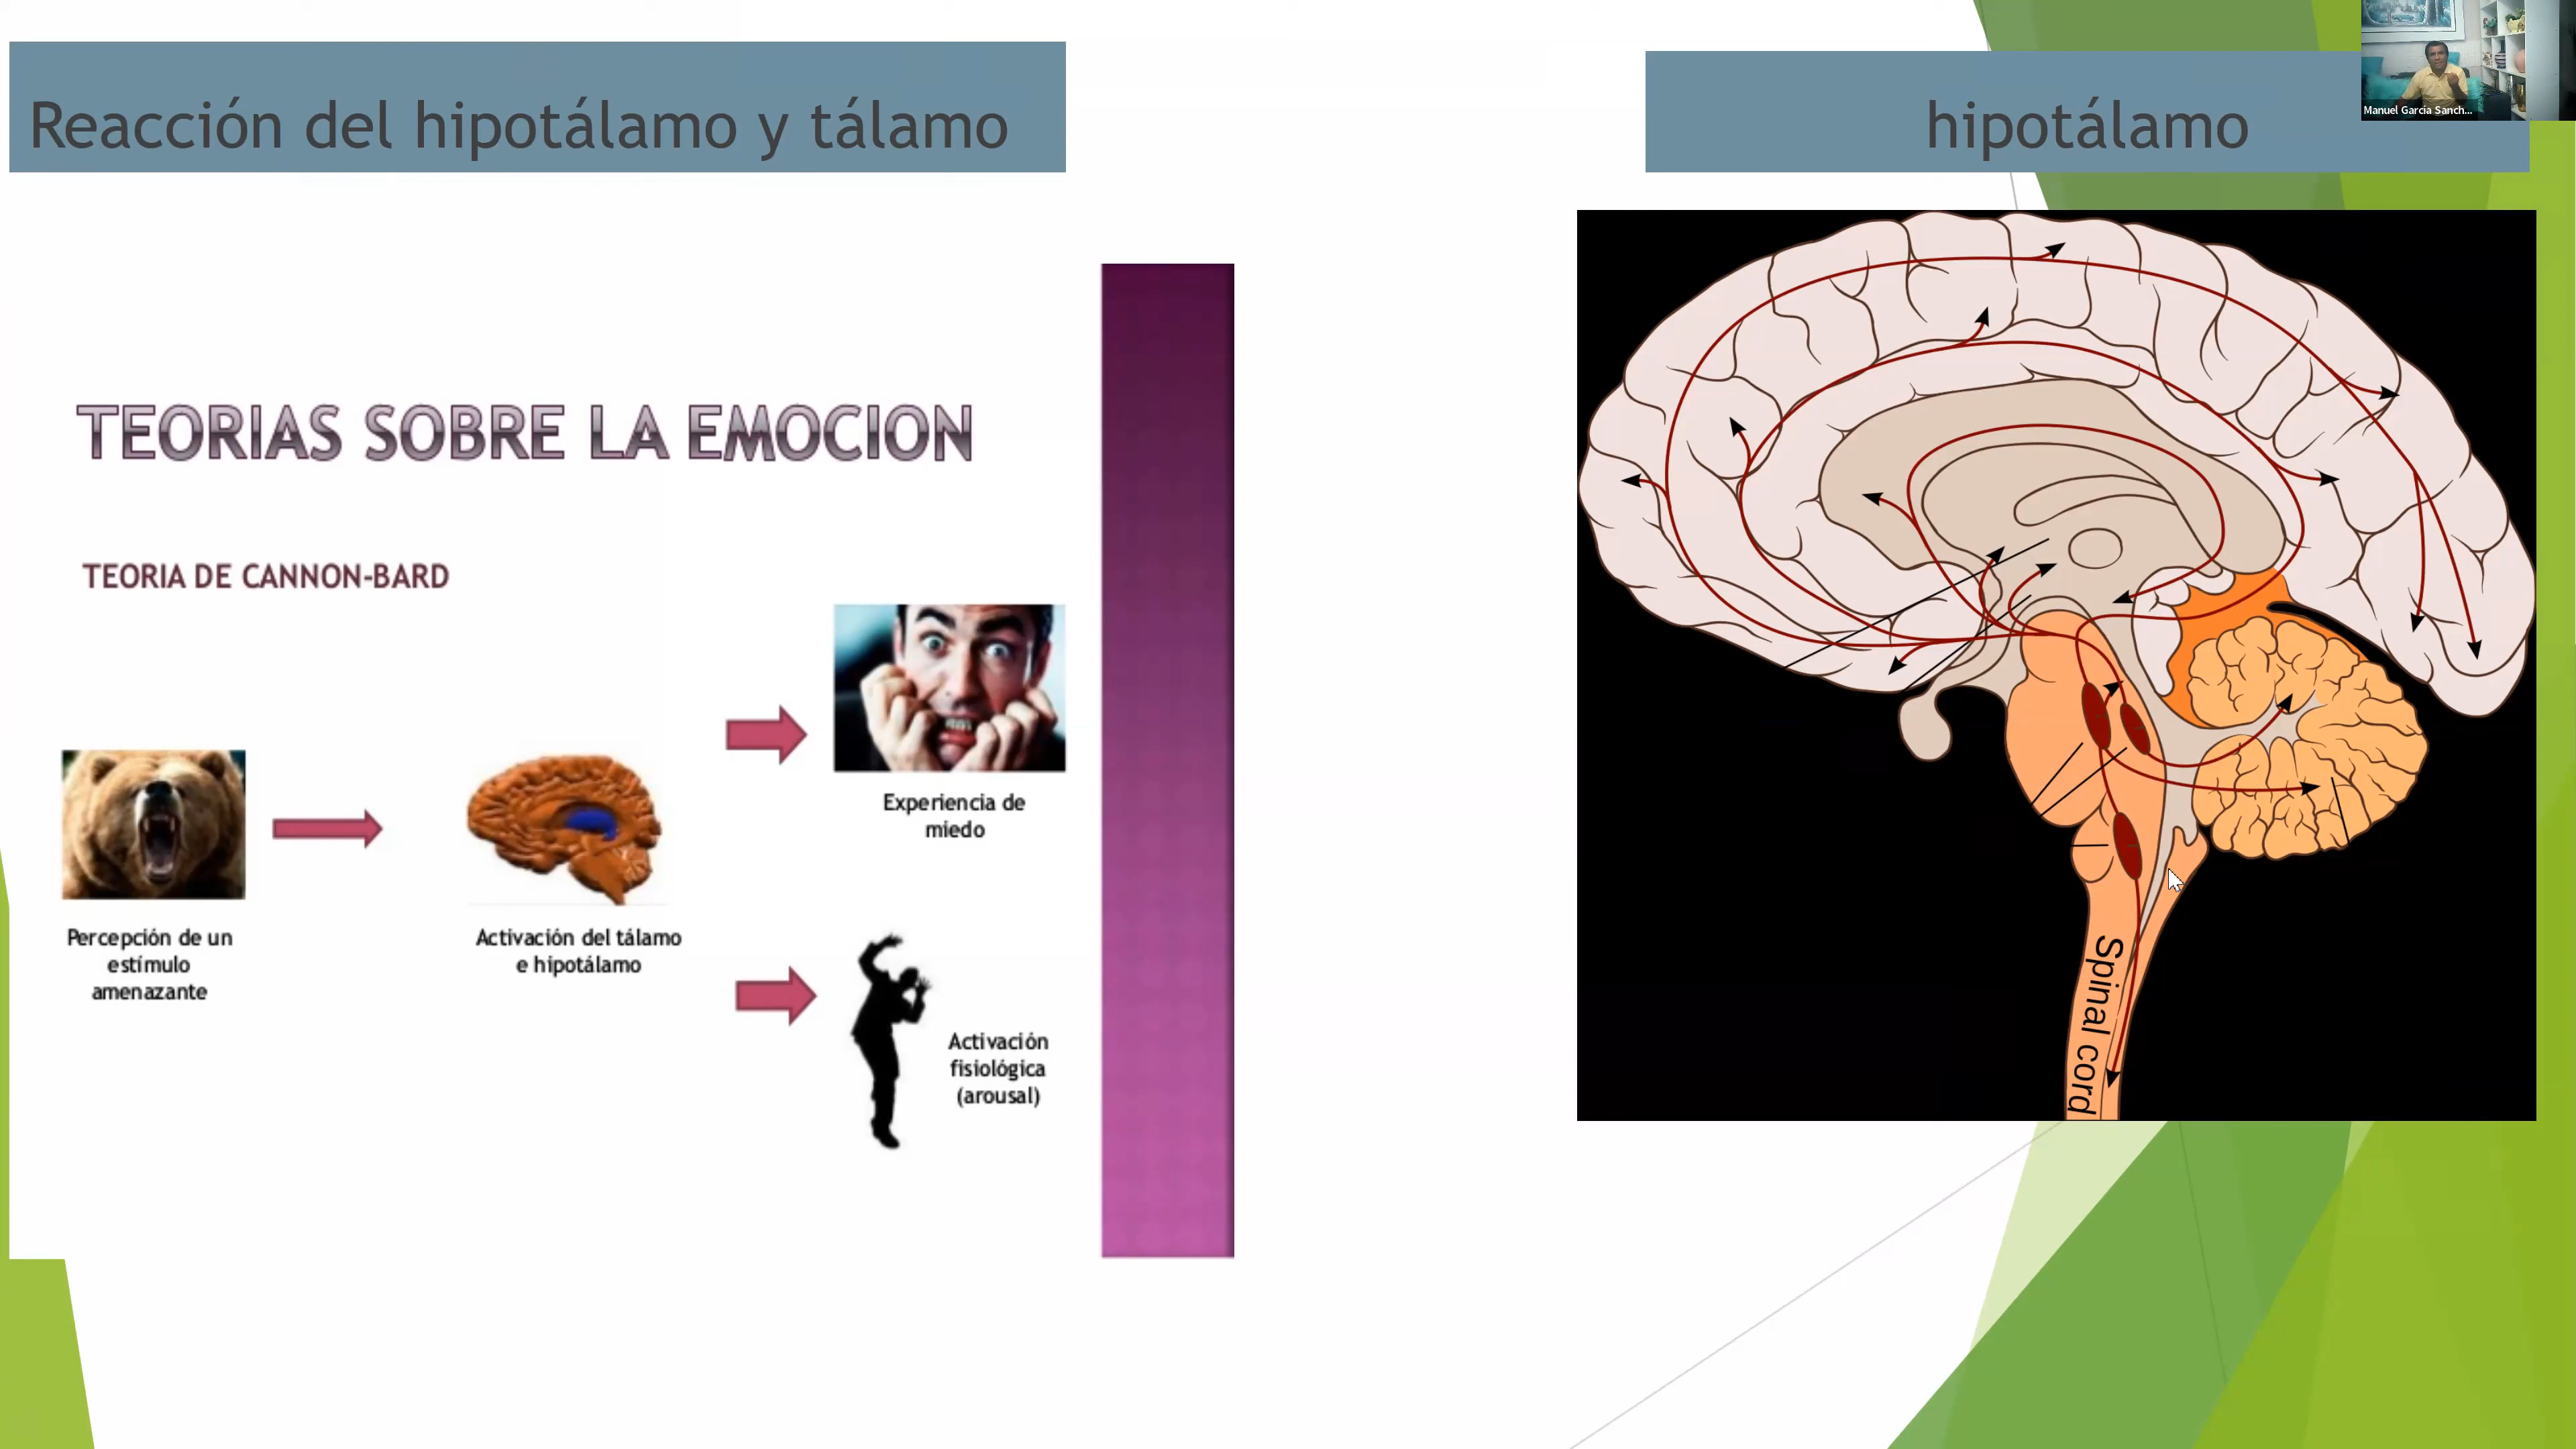 Reacción del hipotálamo y tálamo
hipotálamo
Manuel Garcia Sanch...
TEORIAS SOBRE LA EMOCION
TEORIA DE CANNON-BARD
Experiencia de
miedo
Percepción de un
estímulo
amenazante
Activación del tálamo
e hipotálamo
Activación
fisiológica
(arousal)
Spinal cord